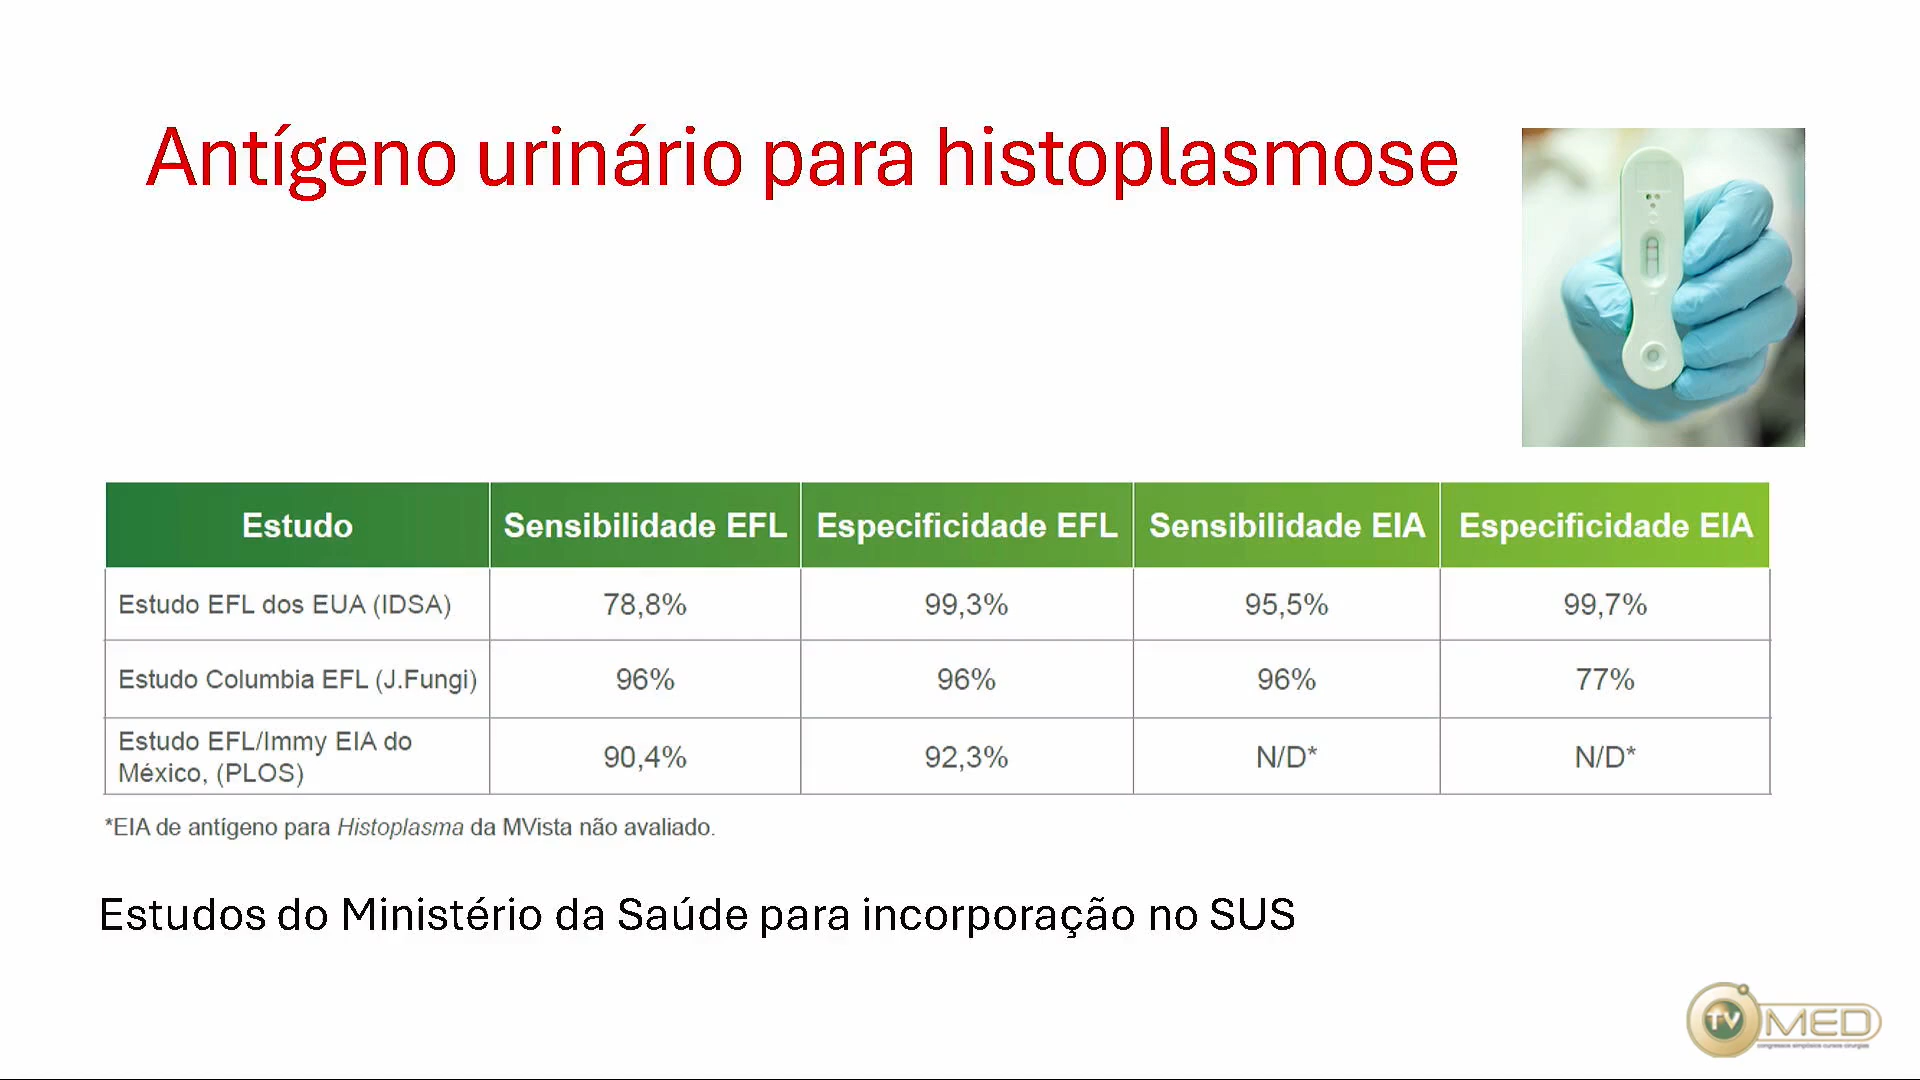 Antígeno urinário para histoplasmose
Estudo Sensibilidade EFL Especificidade EFL Sensibilidade EIA Especificidade EIA
Estudo EFL dos EUA (IDSA) 78,8% 99,3% 95,5% 99,7%
Estudo Columbia EFL (J.Fungi) 96% 96% 96% 77%
Estudo EFL/Immy EIA do
México, (PLOS) 90,4% 92,3% N/D* N/D*
*EIA de antígeno para Histoplasma da MVista não avaliado.
Estudos do Ministério da Saúde para incorporação no SUS
TV MED